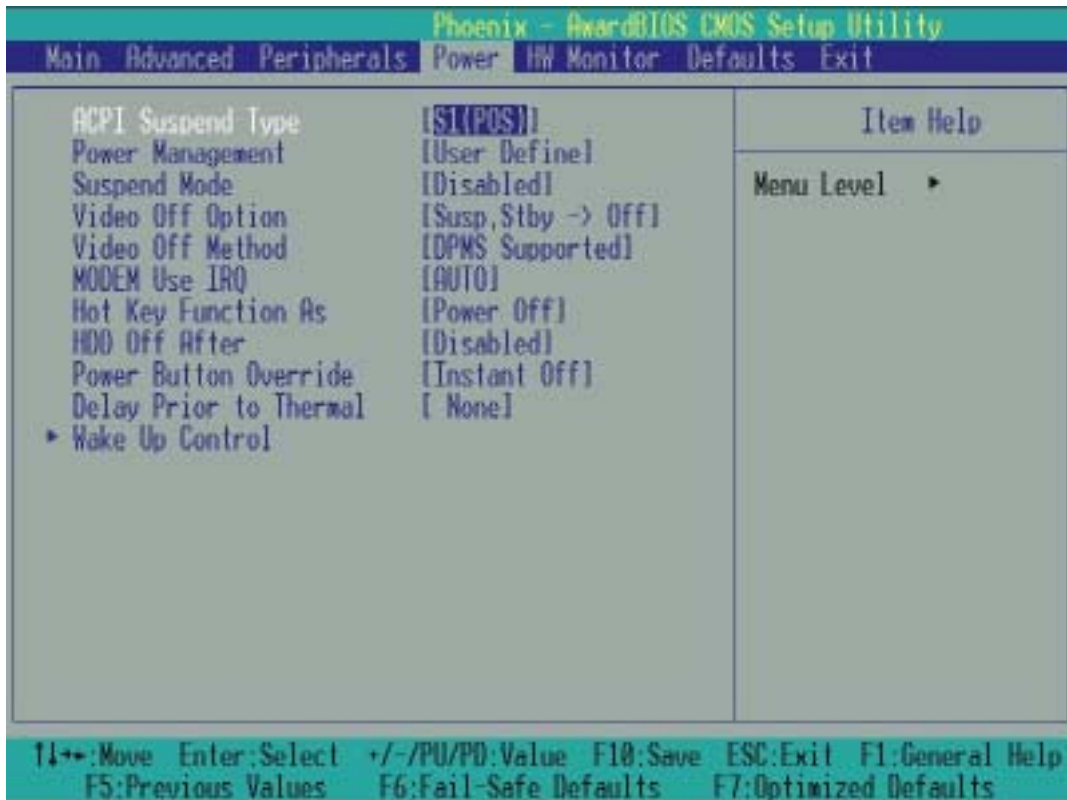 Phoenix - AwardBIOS CMOS Setup Utility
Main Advanced Peripherals Power HW Monitor Defaults Exit
ACPI Suspend Type [S1(POS)]
Power Management [User Define]
Suspend Mode [Disabled]
Video Off Option [Susp,Stby -> Off]
Video Off Method [DPMS Supported]
MODEM Use IRQ [AUTO]
Hot Key Function As [Power Off]
HDD Off After [Disabled]
Power Button Override [Instant Off]
Delay Prior to Thermal [ None]
▸ Wake Up Control
Item Help
Menu Level ▸
↑↓→←:Move Enter:Select +/-/PU/PD:Value F10:Save ESC:Exit F1:General Help
F5:Previous Values F6:Fail-Safe Defaults F7:Optimized Defaults